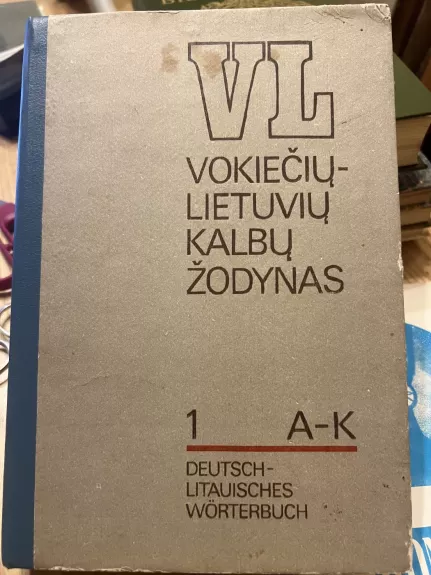 VL
VOKIEČIŲ-
LIETUVIŲ
KALBŲ
ŽODYNAS
1 A-K
DEUTSCH-
LITAUISCHES
WÖRTERBUCH